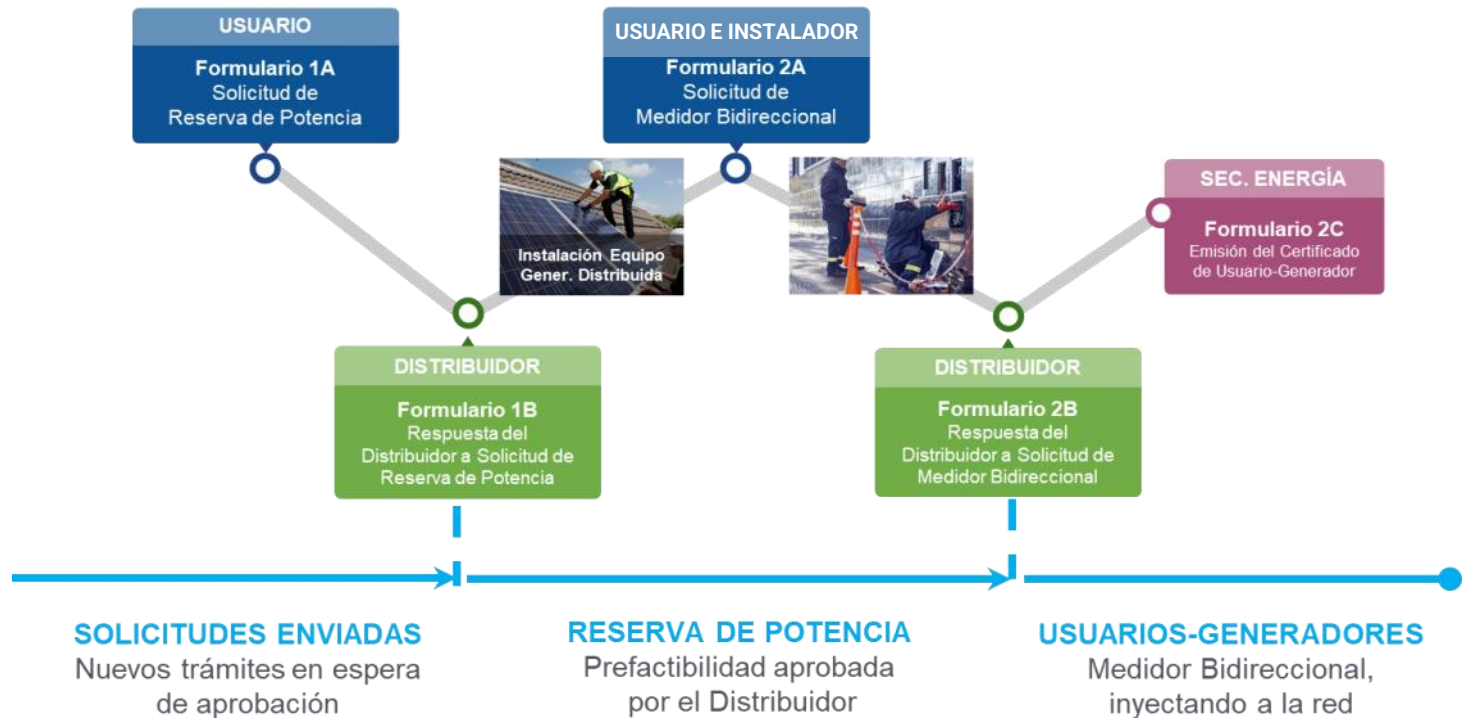 USUARIO
Formulario 1A
Solicitud de
Reserva de Potencia
USUARIO E INSTALADOR
Formulario 2A
Solicitud de
Medidor Bidireccional
Instalación Equipo
Gener. Distribuida
SEC. ENERGÍA
Formulario 2C
Emisión del Certificado
de Usuario-Generador
DISTRIBUIDOR
Formulario 1B
Respuesta del
Distribuidor a Solicitud de
Reserva de Potencia
DISTRIBUIDOR
Formulario 2B
Respuesta del
Distribuidor a Solicitud de
Medidor Bidireccional
SOLICITUDES ENVIADAS
Nuevos trámites en espera
de aprobación
RESERVA DE POTENCIA
Prefactibilidad aprobada
por el Distribuidor
USUARIOS-GENERADORES
Medidor Bidireccional,
inyectando a la red